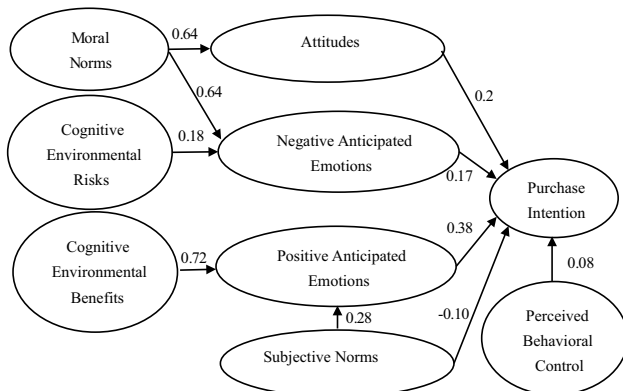 Moral
Norms
0.64
Attitudes
0.64
0.2
Cognitive
Environmental
Risks
0.18
Negative Anticipated
Emotions
0.17
Purchase
Intention
Cognitive
Environmental
Benefits
0.72
Positive Anticipated
Emotions
0.38
0.08
0.28
-0.10
Subjective Norms
Perceived
Behavioral
Control